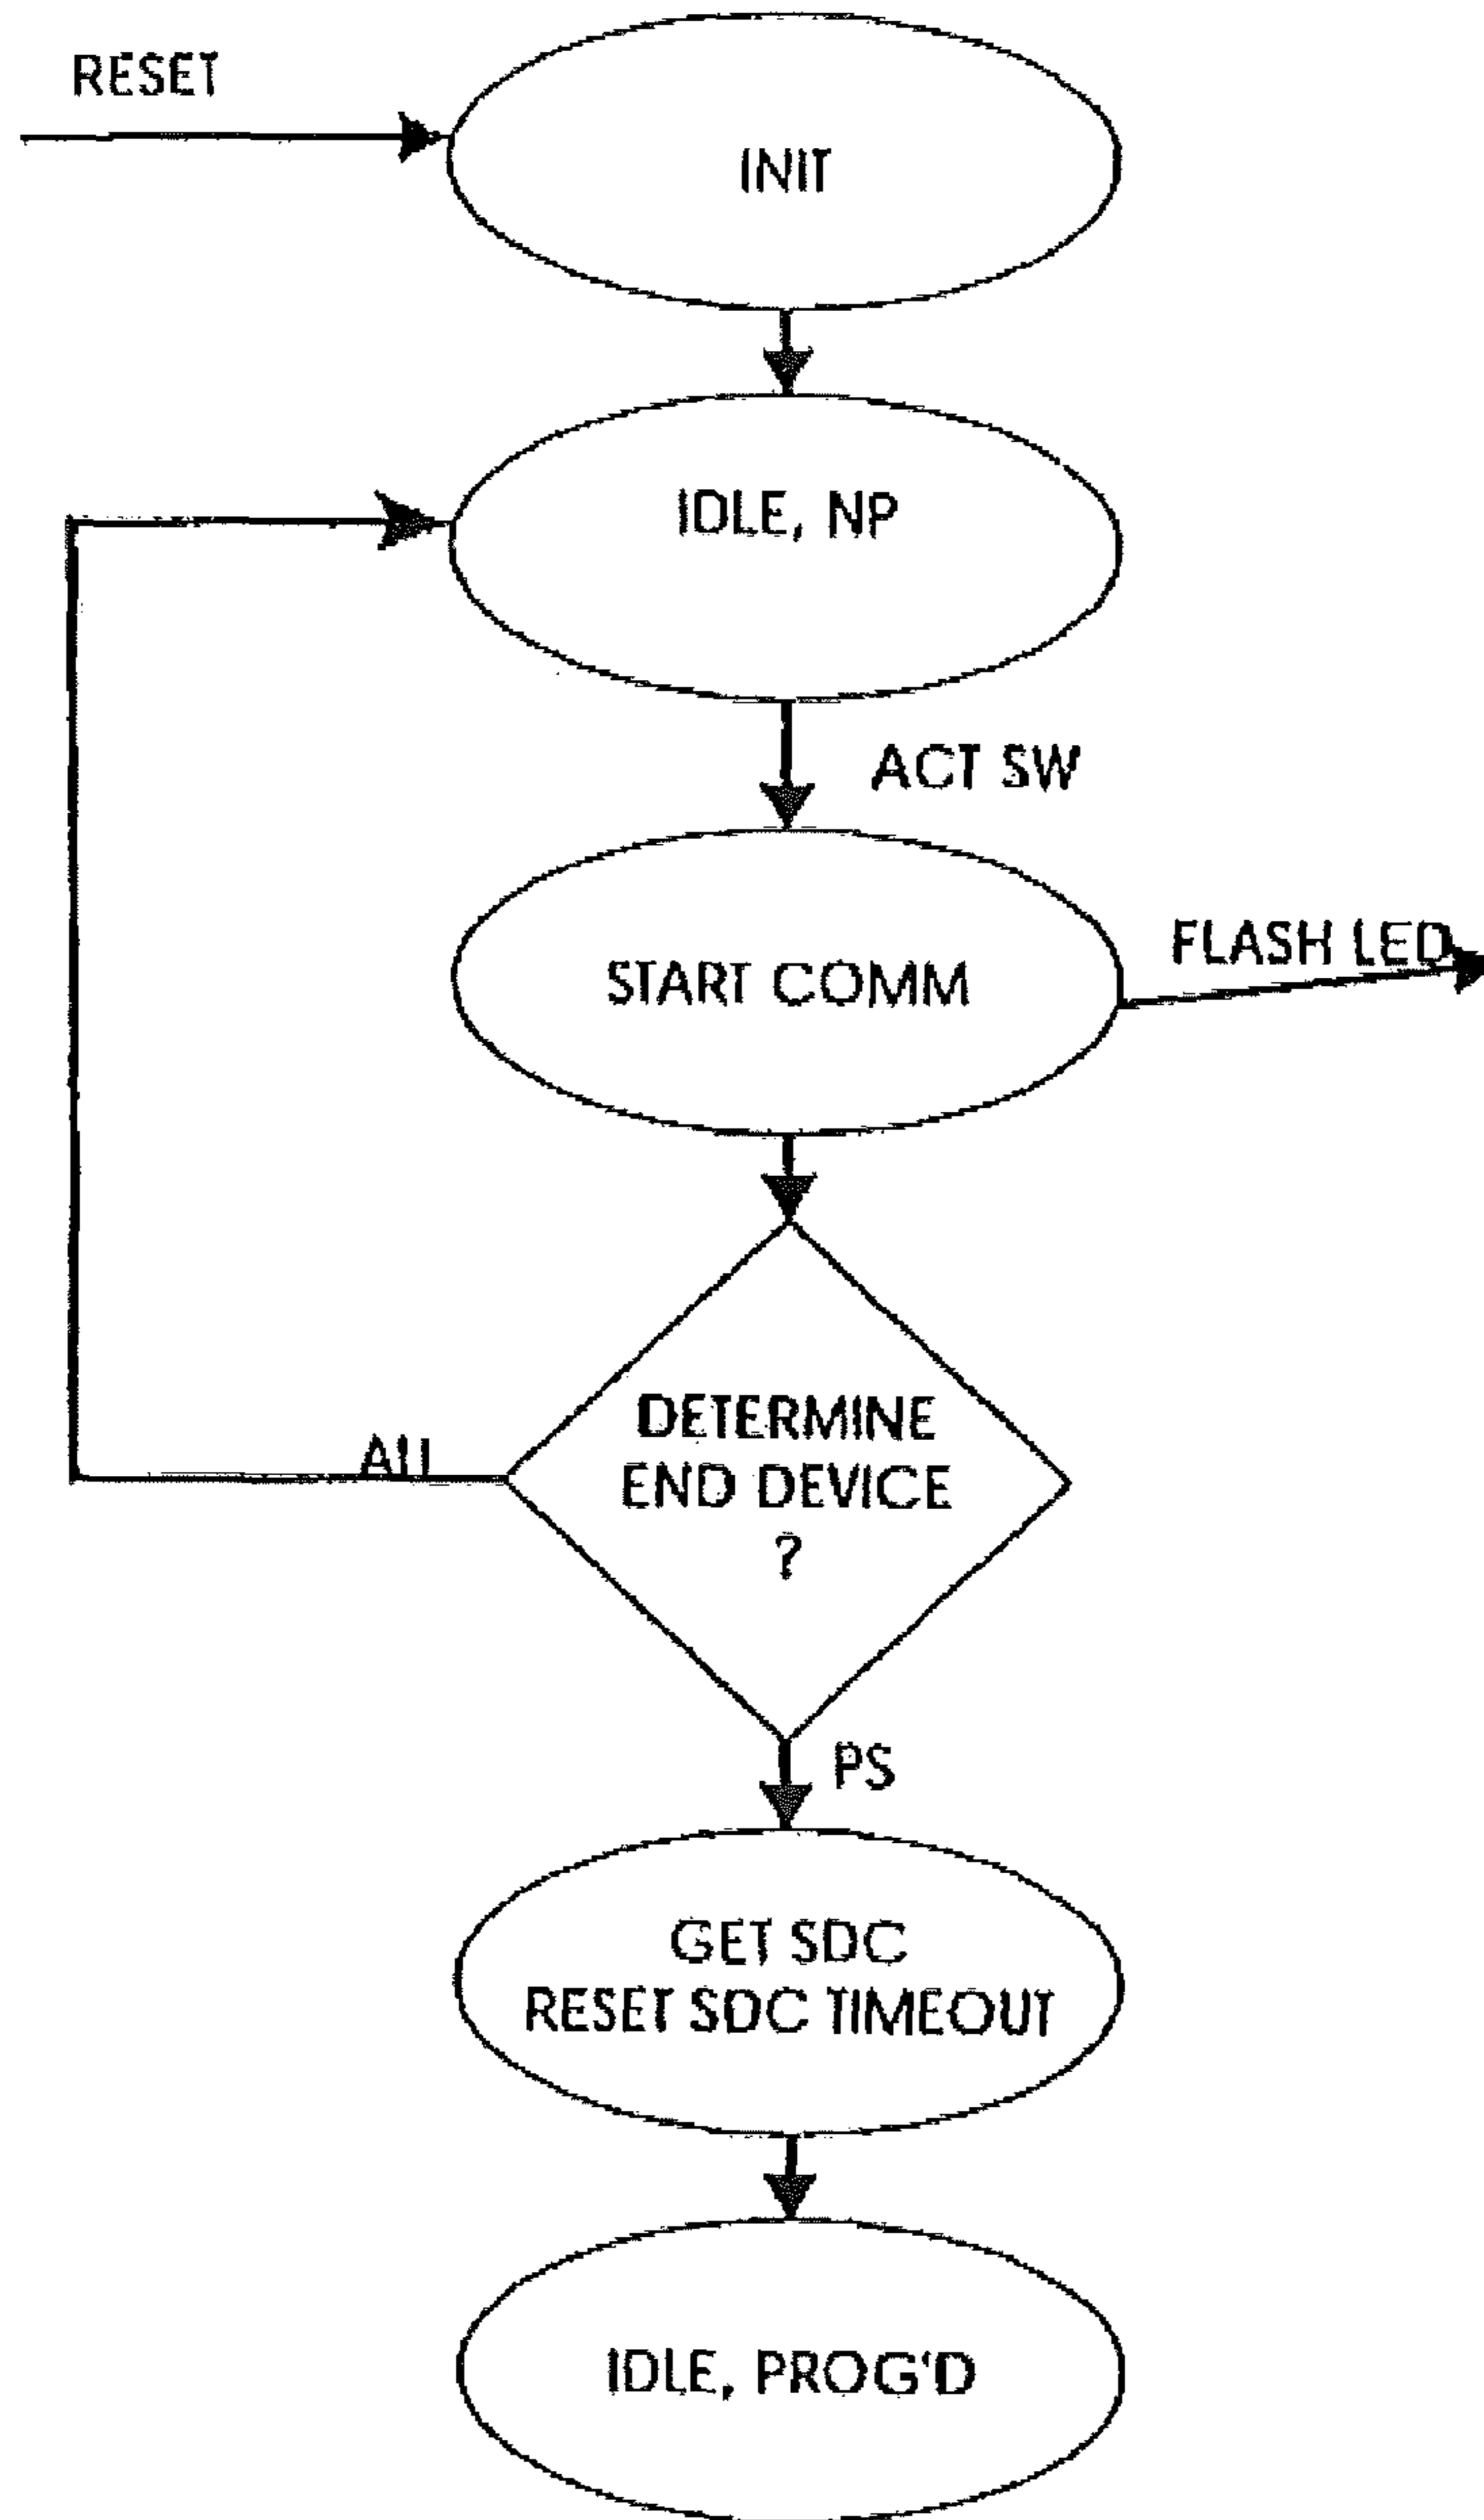 RESET
INIT
IDLE, NP
ACT SW
START COMM
FLASH LED
DETERMINE
END DEVICE
?
PS
GET SDC
RESET SDC TIMEOUT
IDLE, PROG'D